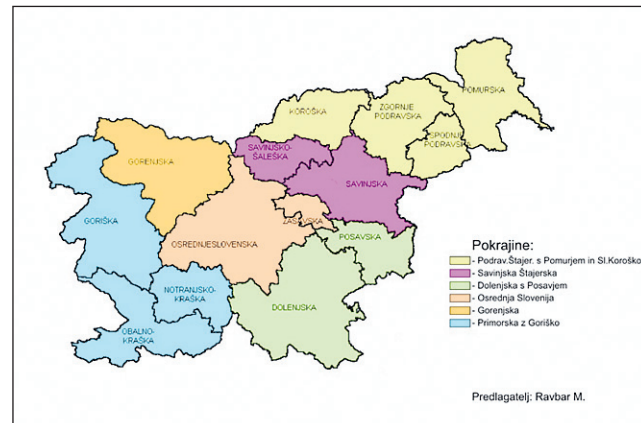 POMURSKA
KOROŠKA
ZGORNJE
PODRAVSKA
SPODNJE
PODRAVSKA
SAVINJSKO-
ŠALEŠKA
GORENJSKA
SAVINJSKA
GORIŠKA
ZASAVSKA
POSAVSKA
OSREDNJESLOVENSKA
NOTRANJSKO-
KRAŠKA
DOLENJSKA
OBALNO-
KRAŠKA
Pokrajine:
- Podrav.Štajer. s Pomurjem in Sl.Koroško
- Savinjska Štajerska
- Dolenjska s Posavjem
- Osrednja Slovenija
- Gorenjska
- Primorska z Goriško
Predlagatelj: Ravbar M.